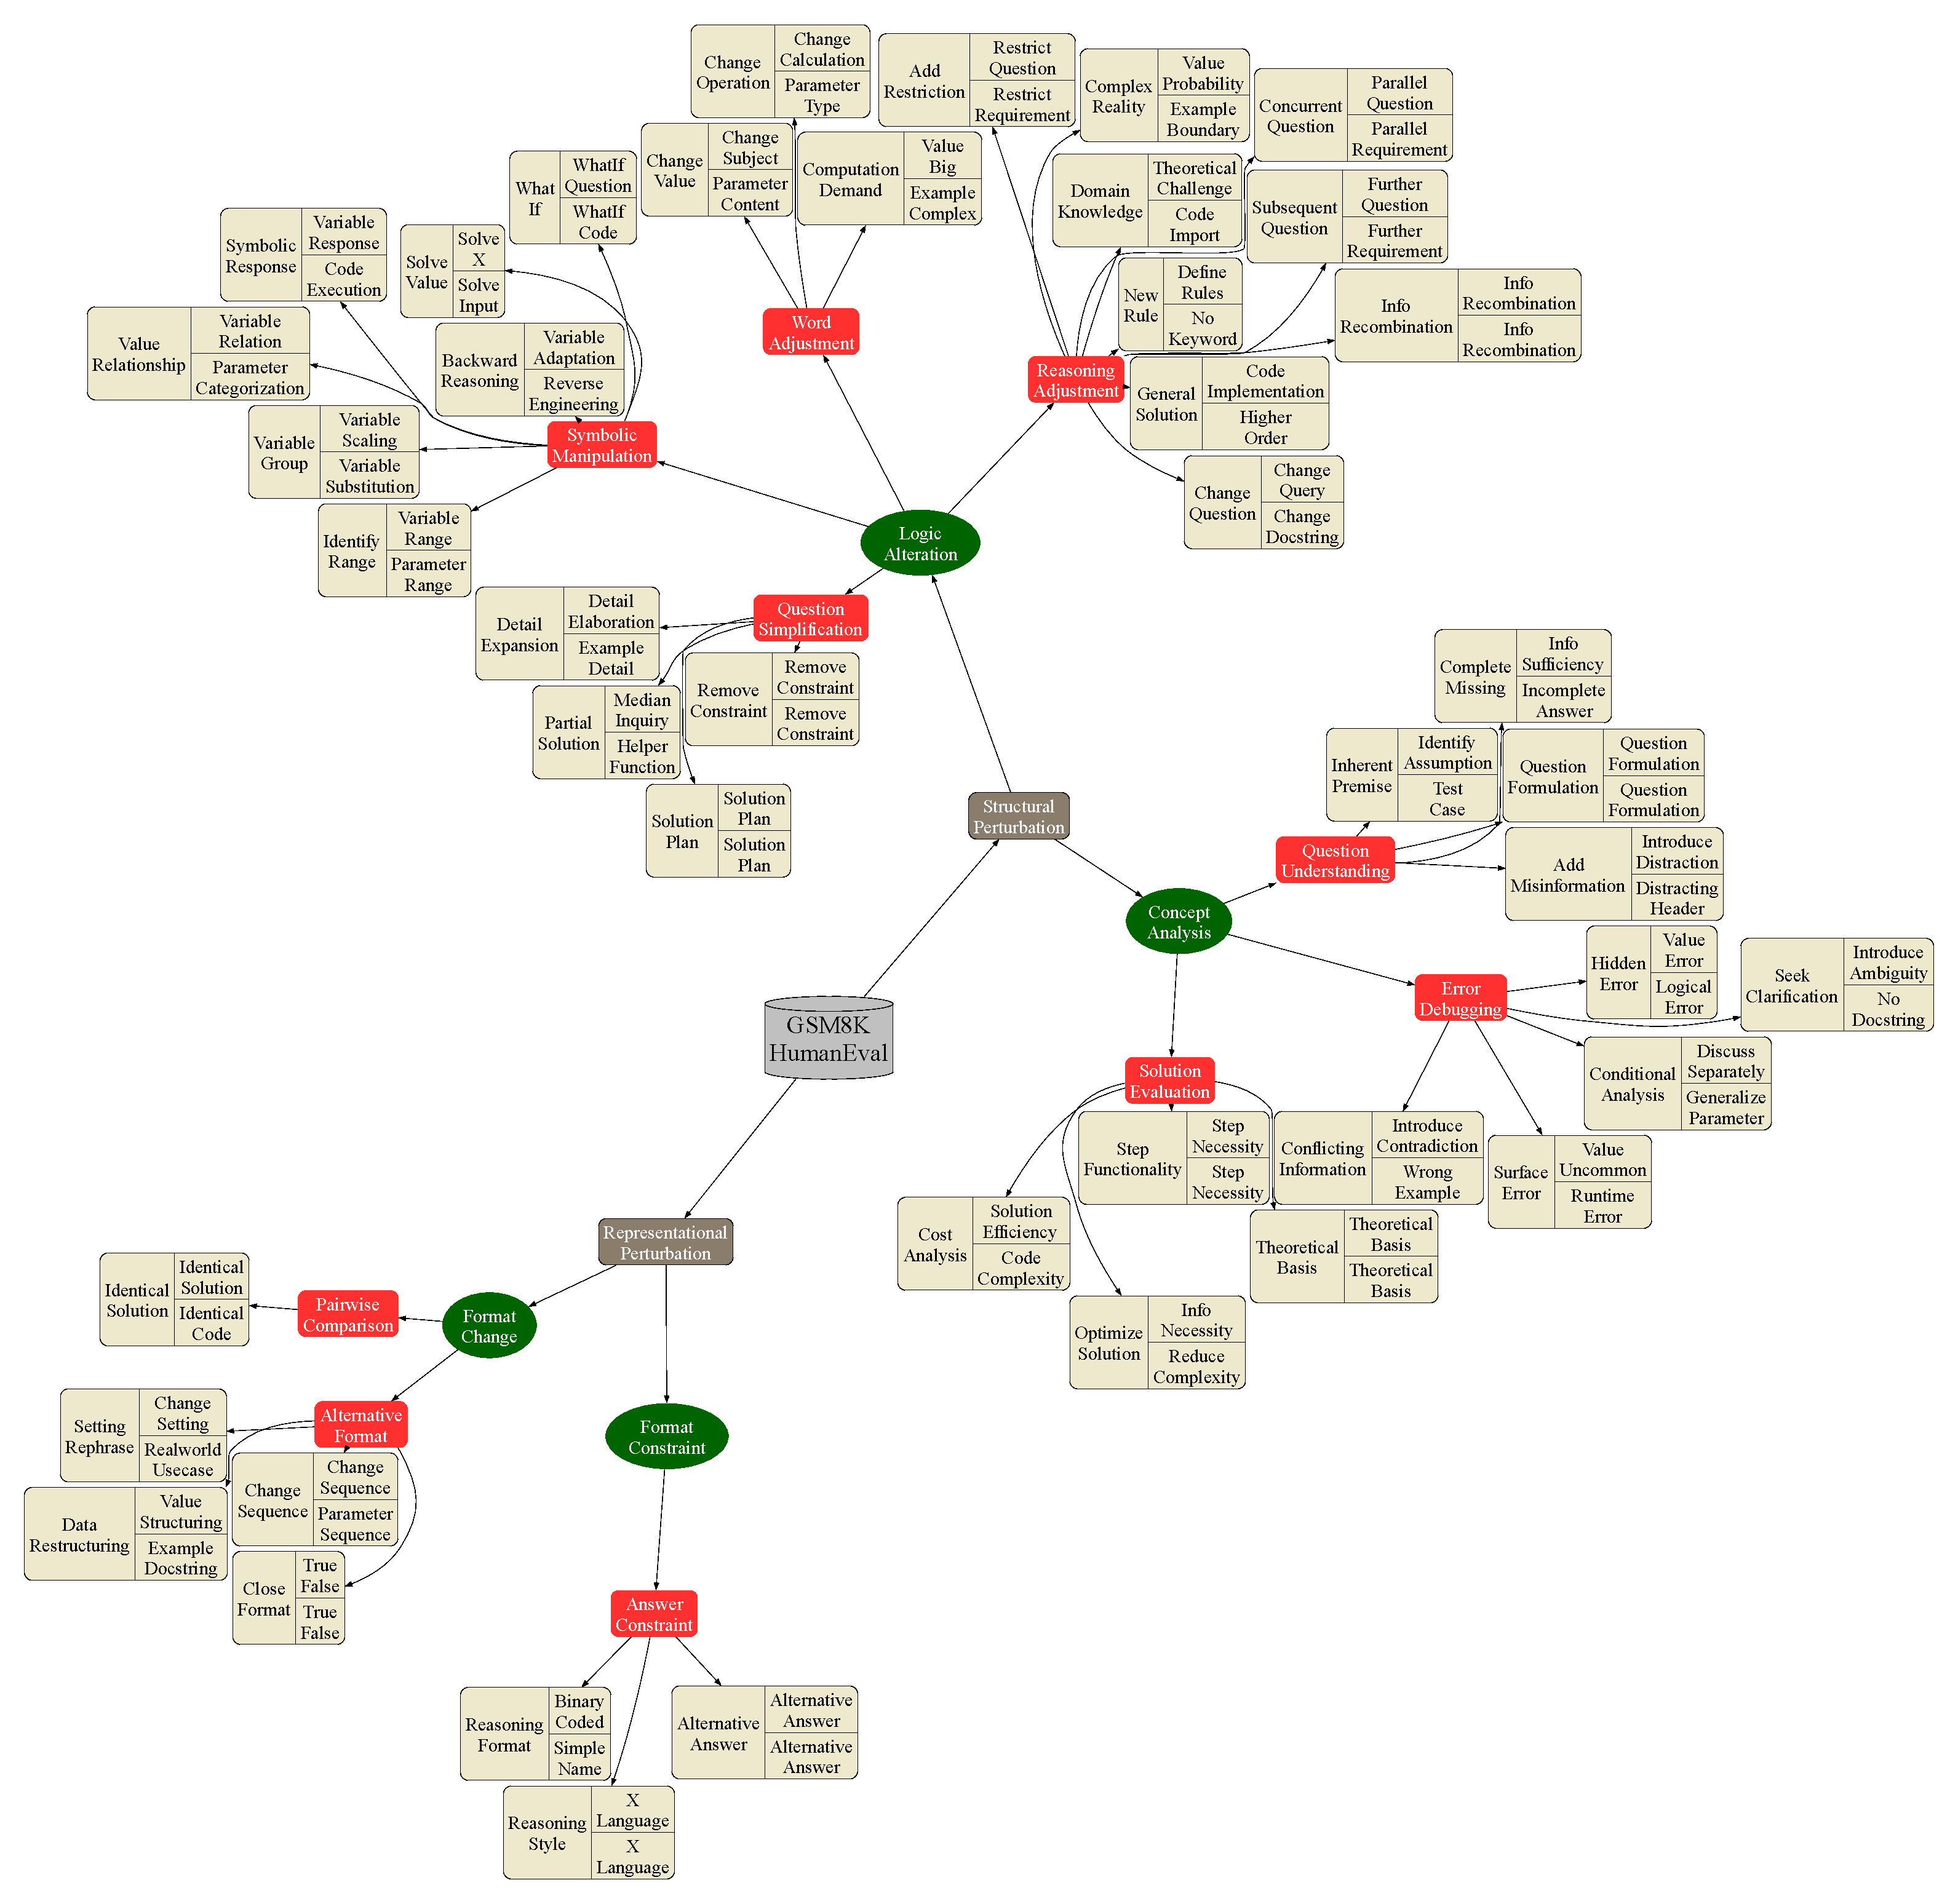 Change
Operation
Change
Calculation
Parameter
Type
Add
Restriction
Restrict
Question
Restrict
Requirement
Complex
Reality
Value
Probability
Example
Boundary
Concurrent
Question
Parallel
Question
Parallel
Requirement
Change
Value
Change
Subject
Parameter
Content
Computation
Demand
Value
Big
Example
Complex
What
If
WhatIf
Question
WhatIf
Code
Domain
Knowledge
Theoretical
Challenge
Code
Import
Subsequent
Question
Further
Question
Further
Requirement
Symbolic
Response
Variable
Response
Code
Execution
Solve
Value
Solve
X
Solve
Input
New
Rule
Define
Rules
No
Keyword
Info
Recombination
Info
Recombination
Info
Recombination
Value
Relationship
Variable
Relation
Parameter
Categorization
Backward
Reasoning
Variable
Adaptation
Reverse
Engineering
Word
Adjustment
Reasoning
Adjustment
General
Solution
Code
Implementation
Higher
Order
Variable
Group
Variable
Scaling
Variable
Substitution
Symbolic
Manipulation
Change
Question
Change
Query
Change
Docstring
Identify
Range
Variable
Range
Parameter
Range
Logic
Alteration
Detail
Expansion
Detail
Elaboration
Example
Detail
Question
Simplification
Remove
Constraint
Remove
Constraint
Remove
Constraint
Partial
Solution
Median
Inquiry
Helper
Function
Solution
Plan
Solution
Plan
Solution
Plan
Structural
Perturbation
Complete
Missing
Info
Sufficiency
Incomplete
Answer
Inherent
Premise
Identify
Assumption
Test
Case
Question
Formulation
Question
Formulation
Question
Formulation
Question
Understanding
Add
Misinformation
Introduce
Distraction
Distracting
Header
Concept
Analysis
Hidden
Error
Value
Error
Logical
Error
Seek
Clarification
Introduce
Ambiguity
No
Docstring
Error
Debugging
GSM8K
HumanEval
Conditional
Analysis
Discuss
Separately
Generalize
Parameter
Solution
Evaluation
Step
Functionality
Step
Necessity
Step
Necessity
Conflicting
Information
Introduce
Contradiction
Wrong
Example
Surface
Error
Value
Uncommon
Runtime
Error
Cost
Analysis
Solution
Efficiency
Code
Complexity
Theoretical
Basis
Theoretical
Basis
Theoretical
Basis
Optimize
Solution
Info
Necessity
Reduce
Complexity
Representational
Perturbation
Identical
Solution
Identical
Solution
Identical
Code
Pairwise
Comparison
Format
Change
Setting
Rephrase
Change
Setting
Realworld
Usecase
Alternative
Format
Format
Constraint
Change
Sequence
Change
Sequence
Parameter
Sequence
Data
Restructuring
Value
Structuring
Example
Docstring
Close
Format
True
False
True
False
Answer
Constraint
Reasoning
Format
Binary
Coded
Simple
Name
Alternative
Answer
Alternative
Answer
Alternative
Answer
Reasoning
Style
X
Language
X
Language